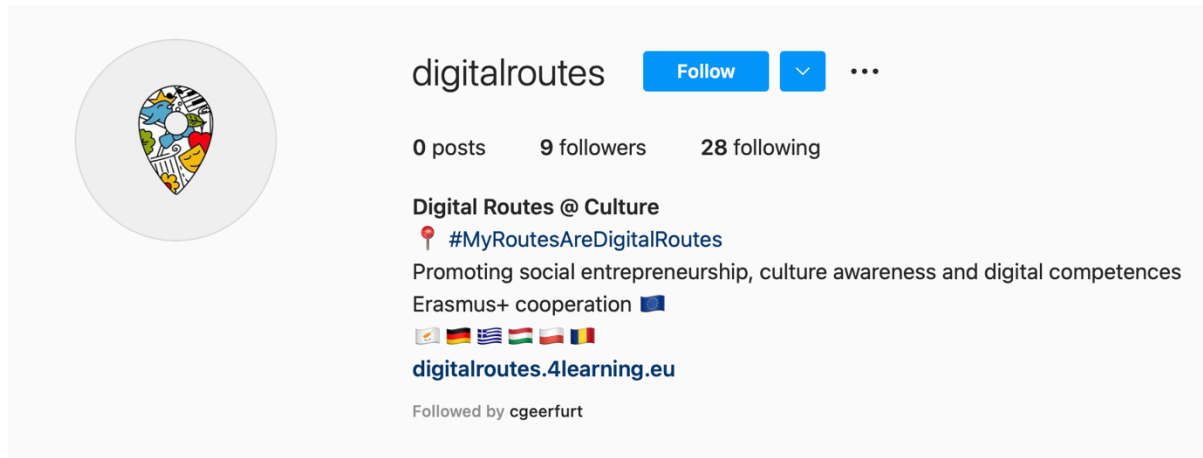 digitalroutes Follow
0 posts 9 followers 28 following
Digital Routes @ Culture
📍 #MyRoutesAreDigitalRoutes
Promoting social entrepreneurship, culture awareness and digital competences
Erasmus+ cooperation 🇪🇺
🇨🇾 🇩🇪 🇬🇷 🇭🇺 🇵🇱 🇷🇴
digitalroutes.4learning.eu
Followed by cgeerfurt